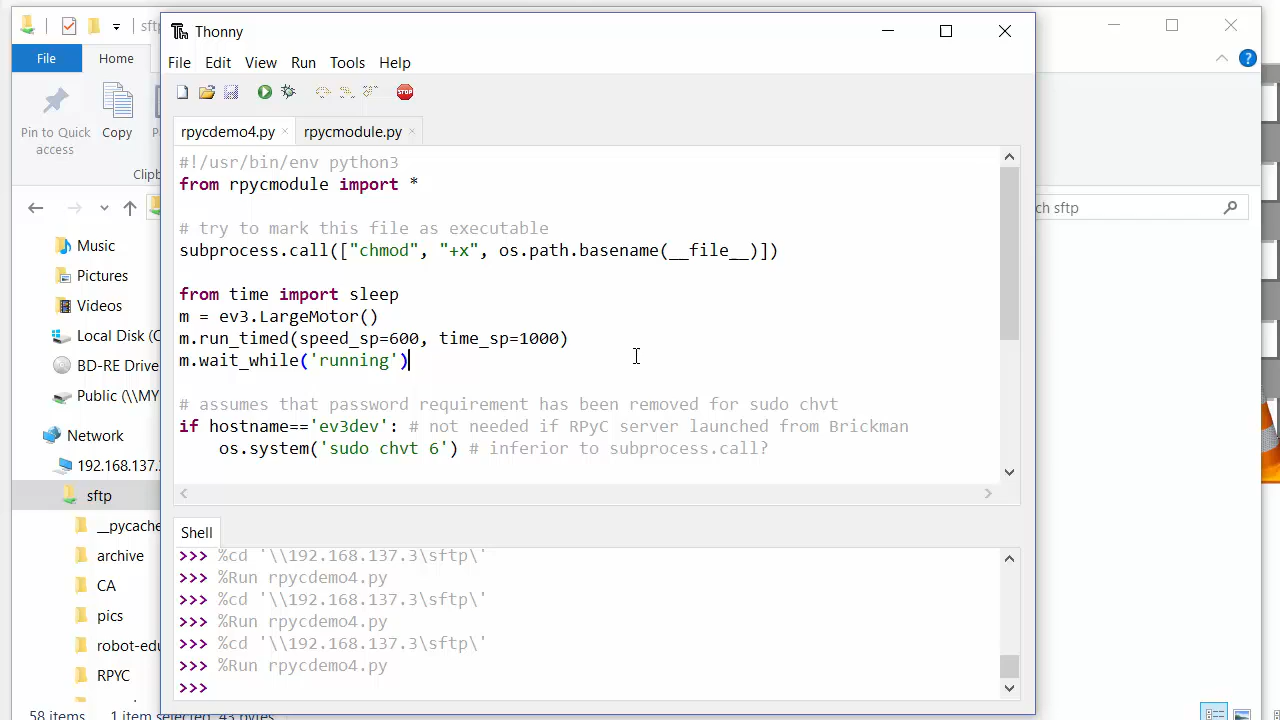 sftp
Thonny
File
Home
File Edit View Run Tools Help
STOP
Pin to Quick
access
Copy
rpycdemo4.py × rpycmodule.py ×
#!/usr/bin/env python3
from rpycmodule import *
# try to mark this file as executable
subprocess.call(["chmod", "+x", os.path.basename(__file__)])
from time import sleep
m = ev3.LargeMotor()
m.run_timed(speed_sp=600, time_sp=1000)
m.wait_while('running')
# assumes that password requirement has been removed for sudo chvt
if hostname=='ev3dev': # not needed if RPyC server launched from Brickman
os.system('sudo chvt 6') # inferior to subprocess.call?
Shell
>>> %cd '\\192.168.137.3\sftp\'
>>> %Run rpycdemo4.py
>>> %cd '\\192.168.137.3\sftp\'
>>> %Run rpycdemo4.py
>>> %cd '\\192.168.137.3\sftp\'
>>> %Run rpycdemo4.py
>>>
Music
Pictures
Videos
Local Disk (C
BD-RE Drive
Public (\\MY
Network
192.168.137.
sftp
__pycache
archive
CA
pics
robot-edu
RPYC
ch sftp
58 items 1 item selected, 43 bytes